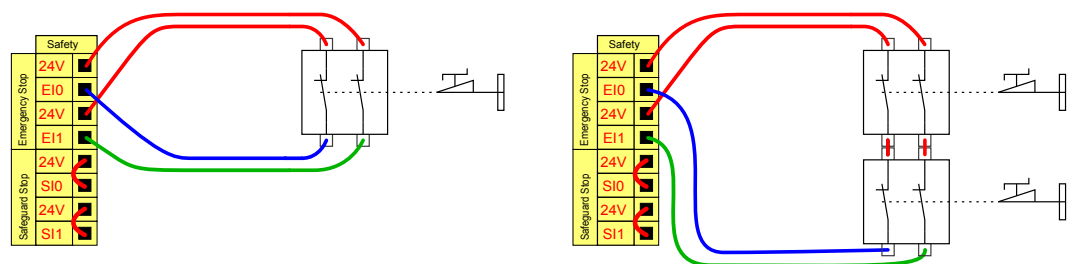 Safety
Emergency Stop
24V
EI0
24V
EI1
Safeguard Stop
24V
SI0
24V
SI1
Safety
Emergency Stop
24V
EI0
24V
EI1
Safeguard Stop
24V
SI0
24V
SI1